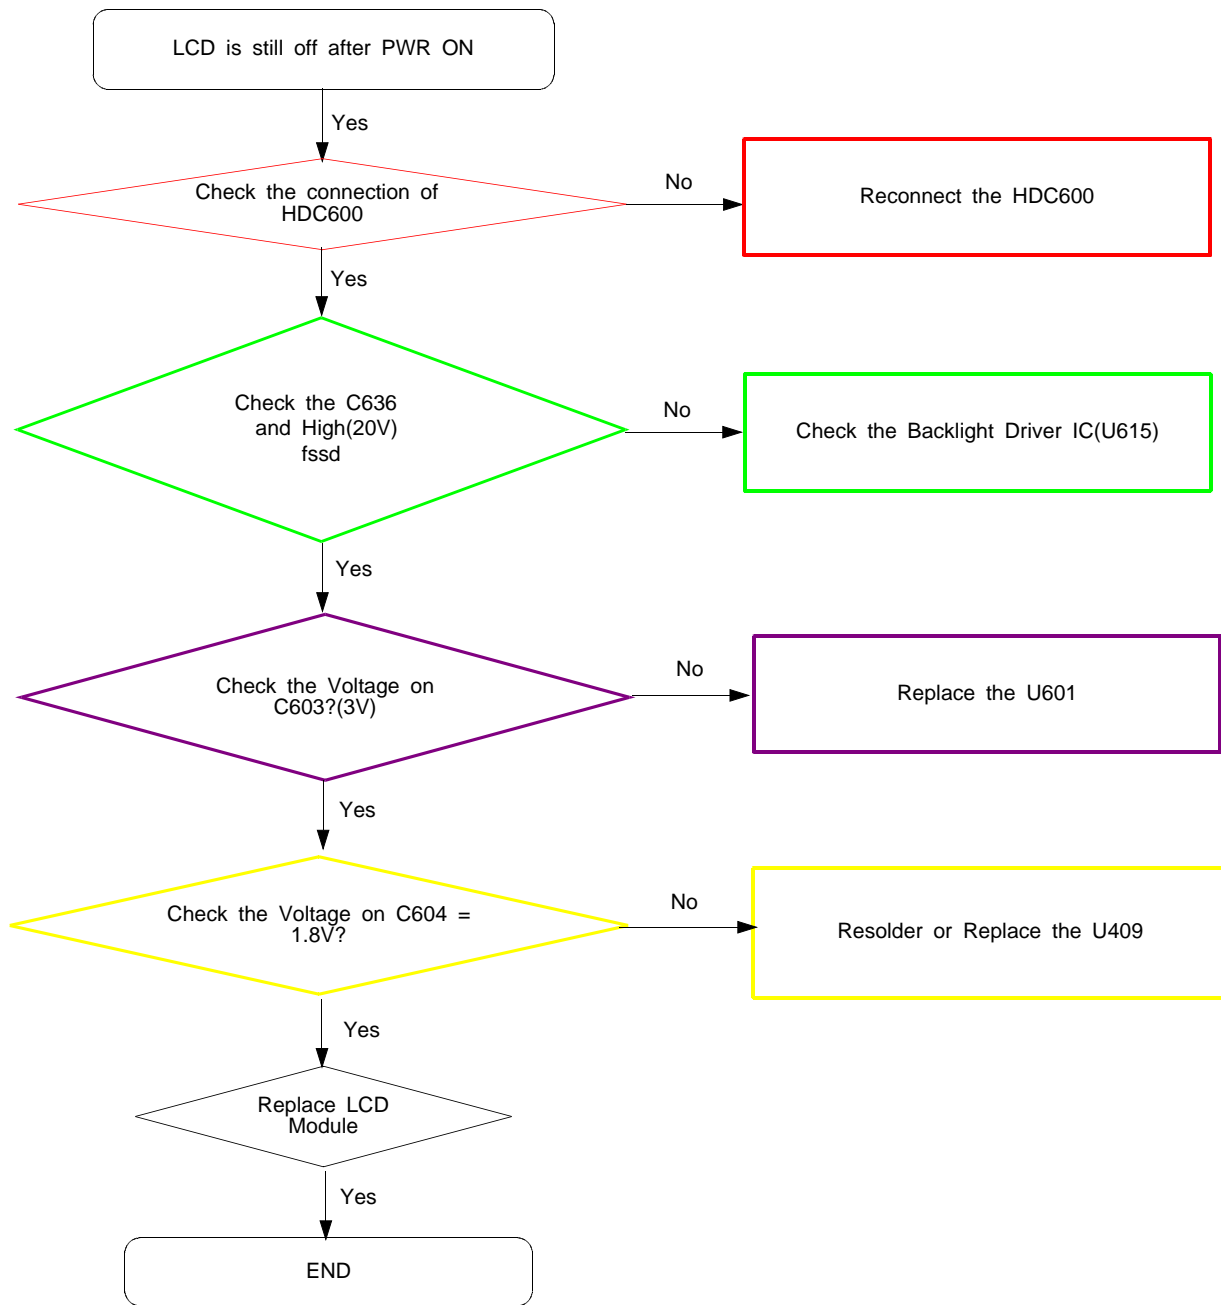 LCD is still off after PWR ON
Yes
Check the connection of
HDC600
No
Reconnect the HDC600
Yes
Check the C636
and High(20V)
fssd
No
Check the Backlight Driver IC(U615)
Yes
Check the Voltage on
C603?(3V)
No
Replace the U601
Yes
Check the Voltage on C604 =
1.8V?
No
Resolder or Replace the U409
Yes
Replace LCD
Module
Yes
END